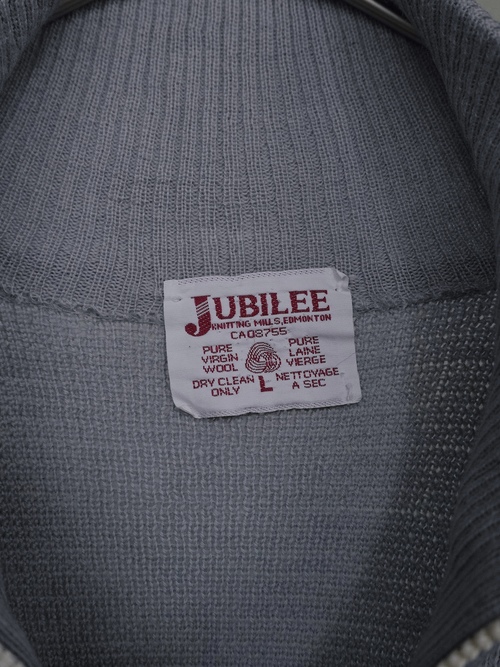 JUBILEE
KNITTING MILLS, EDMONTON
CA08755
PURE VIRGIN WOOL
PURE LAINE VIERGE
DRY CLEAN ONLY
L
NETTOYAGE A SEC